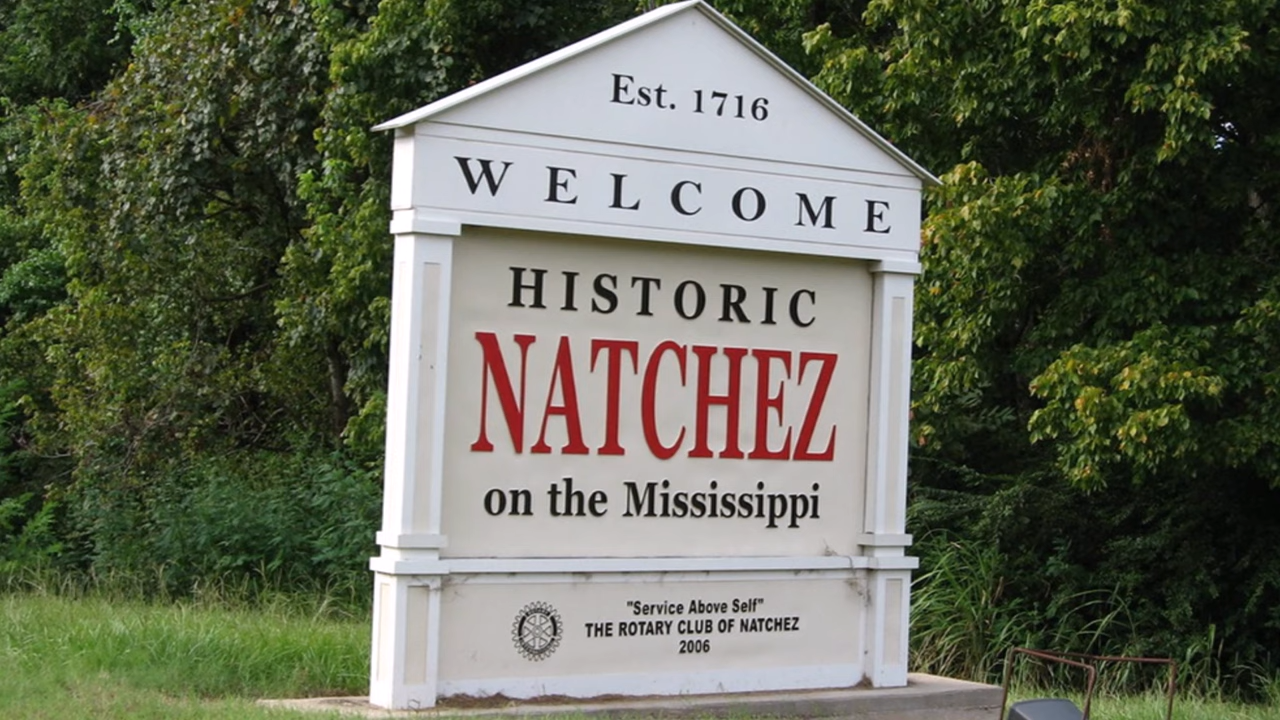 Est. 1716
WELCOME
HISTORIC
NATCHEZ
on the Mississippi
"Service Above Self"
THE ROTARY CLUB OF NATCHEZ
2006